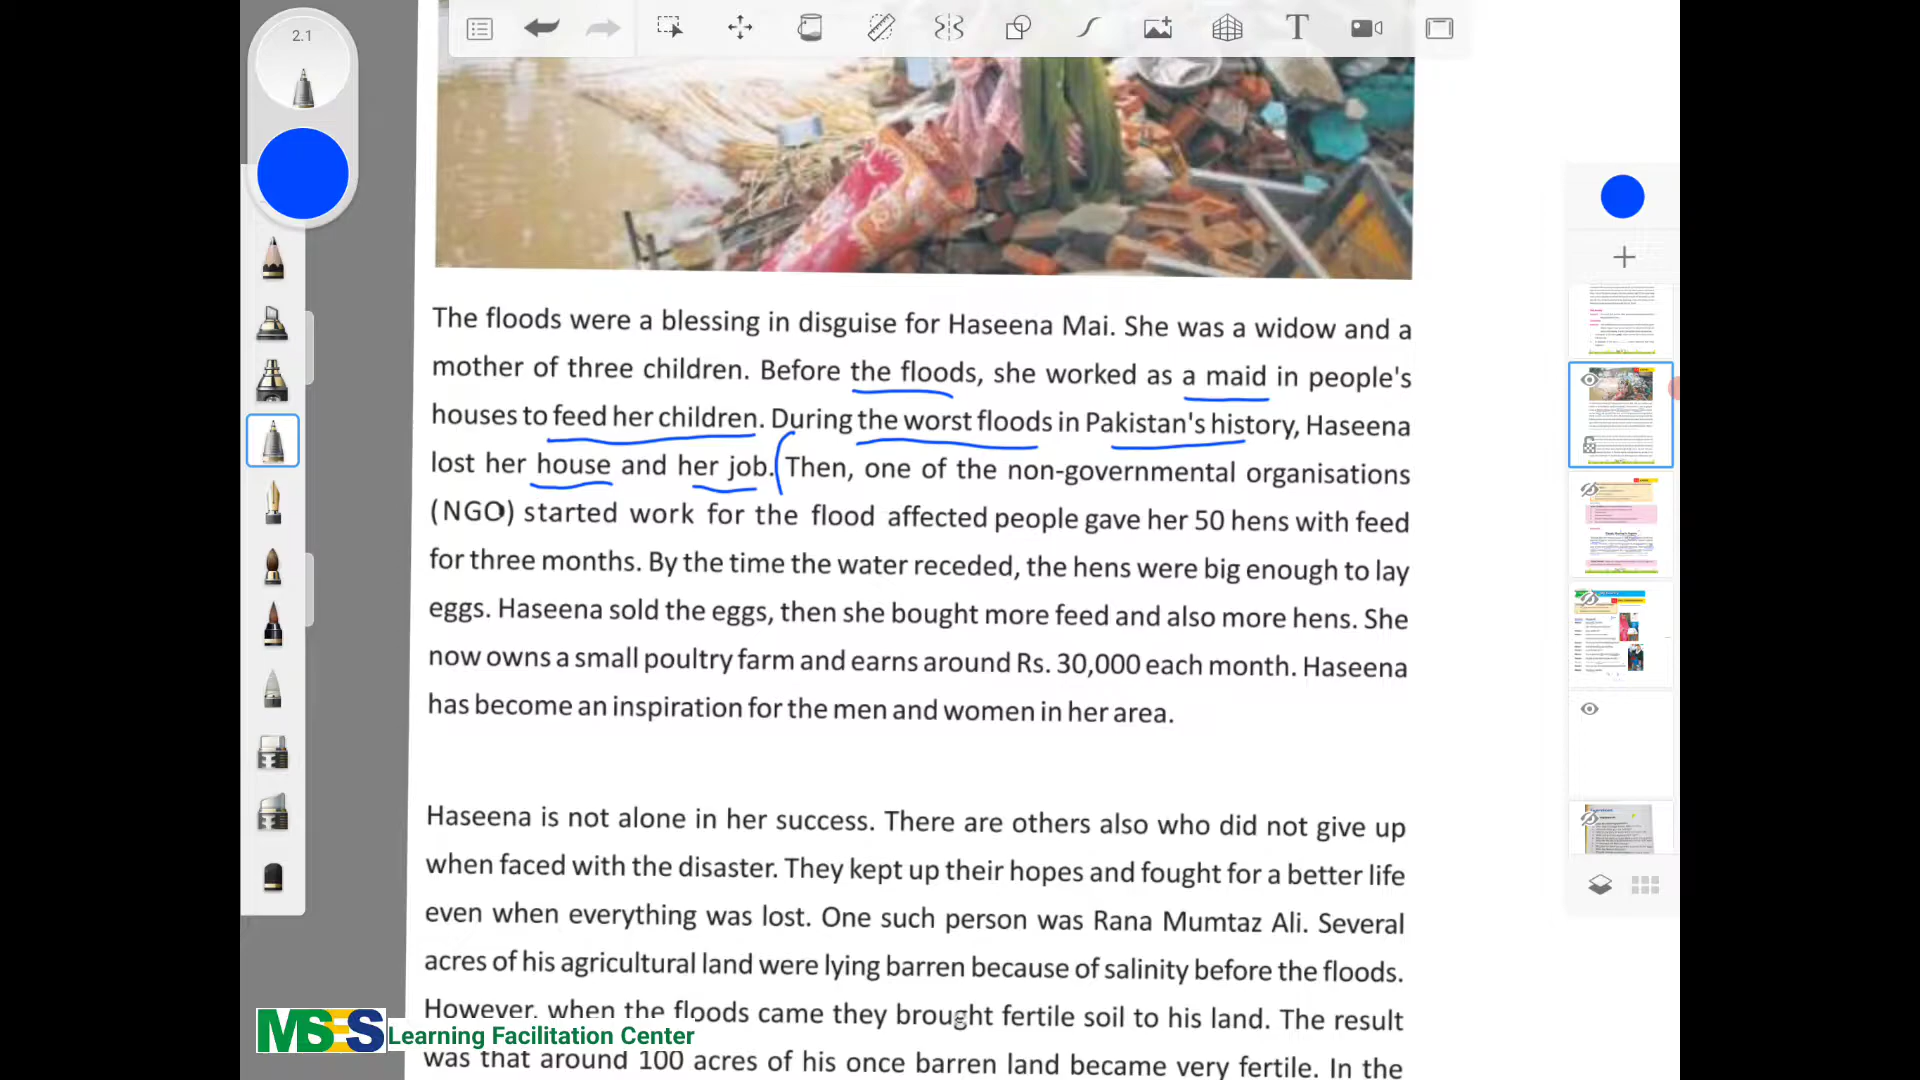 2.1
The floods were a blessing in disguise for Haseena Mai. She was a widow and a
mother of three children. Before the floods, she worked as a maid in people's
houses to feed her children. During the worst floods in Pakistan's history, Haseena
lost her house and her job. Then, one of the non-governmental organisations
(NGO) started work for the flood affected people gave her 50 hens with feed
for three months. By the time the water receded, the hens were big enough to lay
eggs. Haseena sold the eggs, then she bought more feed and also more hens. She
now owns a small poultry farm and earns around Rs. 30,000 each month. Haseena
has become an inspiration for the men and women in her area.
Haseena is not alone in her success. There are others also who did not give up
when faced with the disaster. They kept up their hopes and fought for a better life
even when everything was lost. One such person was Rana Mumtaz Ali. Several
acres of his agricultural land were lying barren because of salinity before the floods.
However, when the floods came they brought fertile soil to his land. The result
was that around 100 acres of his once barren land became very fertile. In the
MSES Learning Facilitation Center